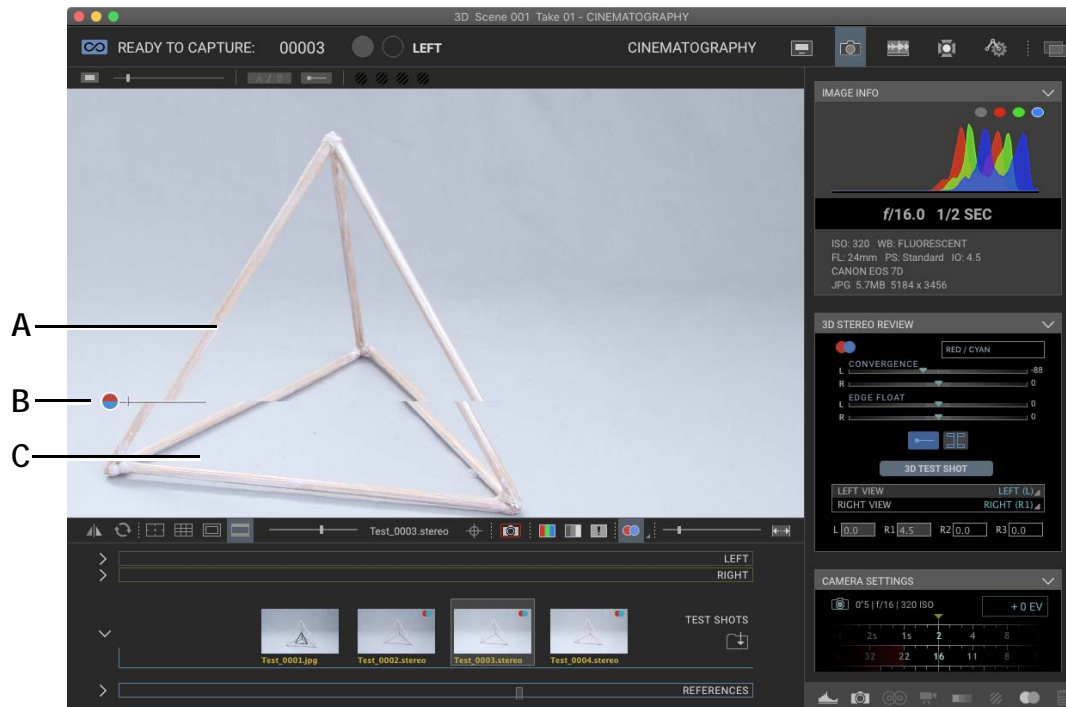 3D Scene 001 Take 01 - CINEMATOGRAPHY
READY TO CAPTURE: 00003 LEFT CINEMATOGRAPHY
A / B
IMAGE INFO
f/16.0 1/2 SEC
ISO: 320 WB: FLUORESCENT
FL: 24mm PS: Standard IO: 4.5
CANON EOS 7D
JPG 5.7MB 5184 x 3456
A
B
C
3D STEREO REVIEW
RED / CYAN
CONVERGENCE
L -88
R 0
EDGE FLOAT
L 0
R 0
3D TEST SHOT
LEFT VIEW LEFT (L)
RIGHT VIEW RIGHT (R1)
L 0.0 R1 4.5 R2 0.0 R3 0.0
Test_0003.stereo
LEFT
RIGHT
TEST SHOTS
Test_0001.jpg Test_0002.stereo Test_0003.stereo Test_0004.stereo
REFERENCES
CAMERA SETTINGS
0"5 | f/16 | 320 ISO + 0 EV
2s 1s 2 4 8
32 22 16 11 8